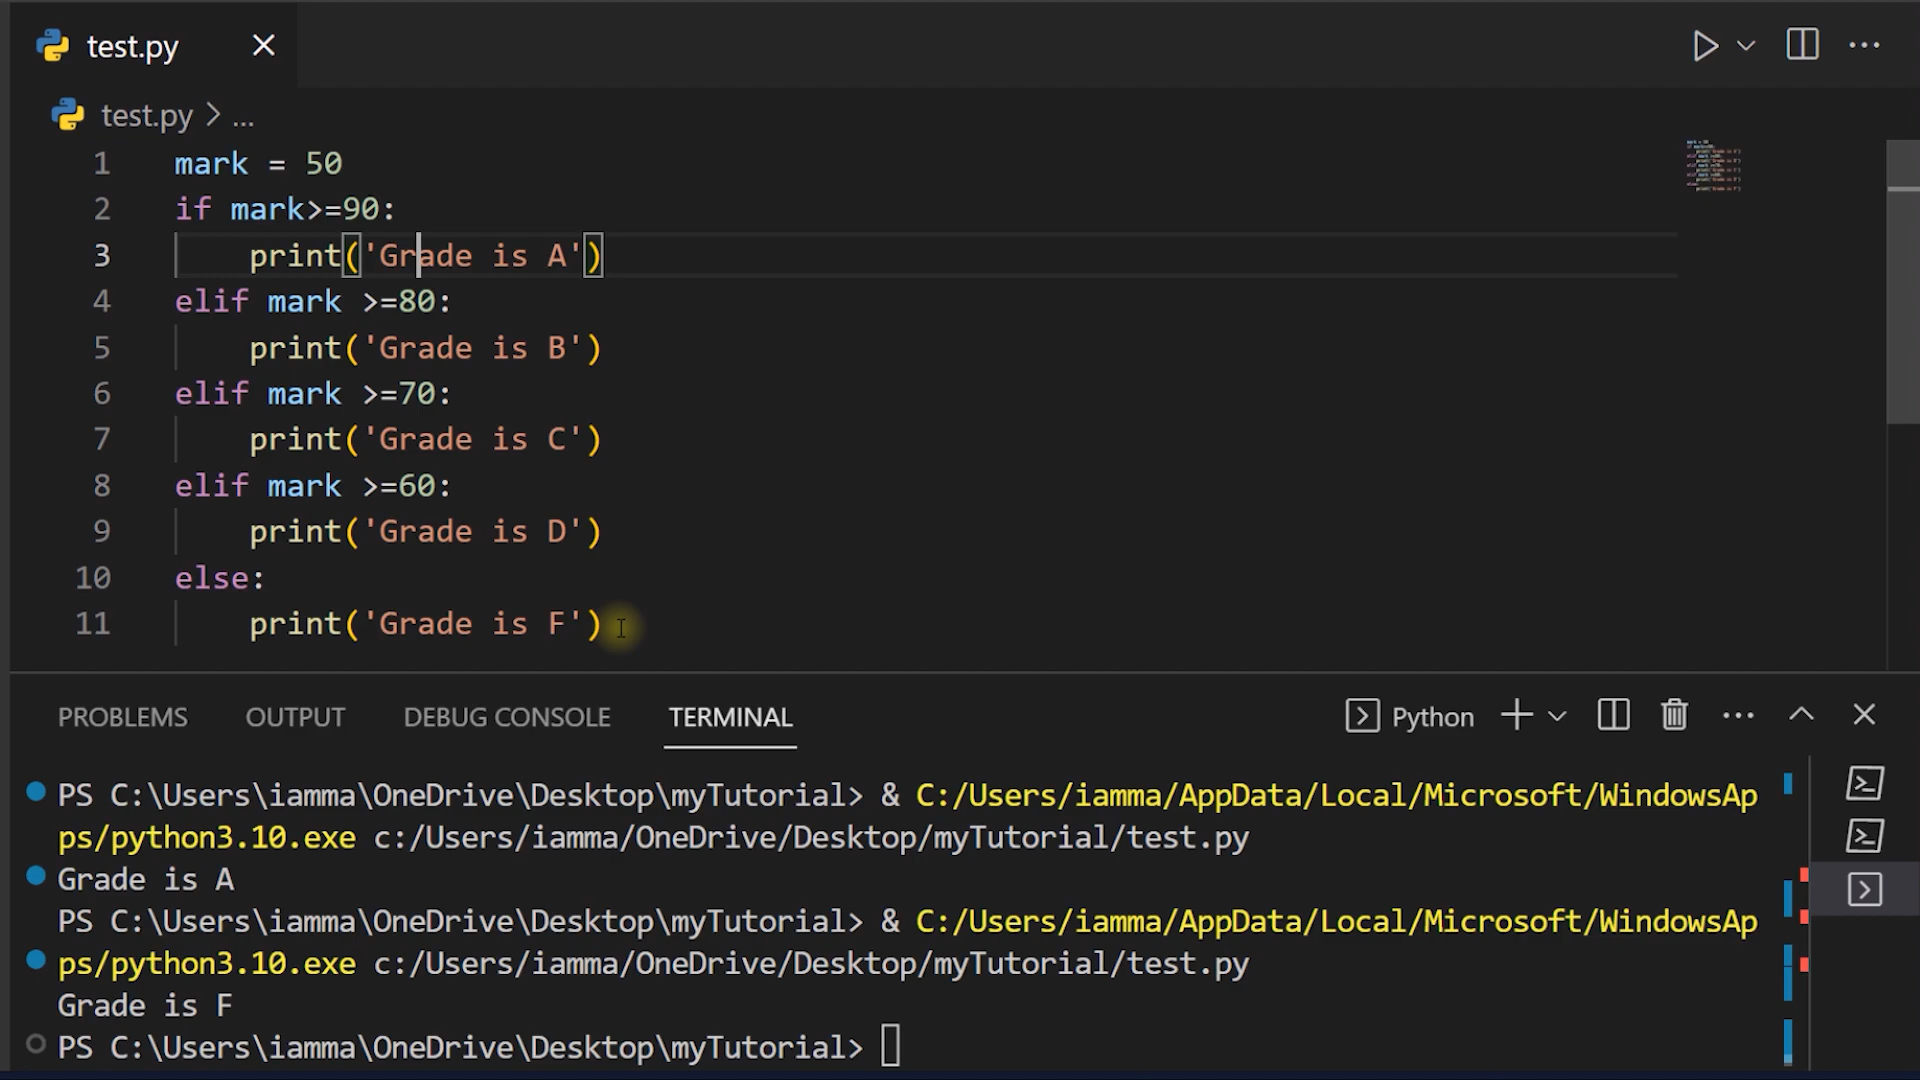 test.py
test.py > ...
1 mark = 50
2 if mark>=90:
3 print('Grade is A')
4 elif mark >=80:
5 print('Grade is B')
6 elif mark >=70:
7 print('Grade is C')
8 elif mark >=60:
9 print('Grade is D')
10 else:
11 print('Grade is F')
PROBLEMS OUTPUT DEBUG CONSOLE TERMINAL Python
PS C:\Users\iamma\OneDrive\Desktop\myTutorial> & C:/Users/iamma/AppData/Local/Microsoft/WindowsAp
ps/python3.10.exe c:/Users/iamma/OneDrive/Desktop/myTutorial/test.py
Grade is A
PS C:\Users\iamma\OneDrive\Desktop\myTutorial> & C:/Users/iamma/AppData/Local/Microsoft/WindowsAp
ps/python3.10.exe c:/Users/iamma/OneDrive/Desktop/myTutorial/test.py
Grade is F
PS C:\Users\iamma\OneDrive\Desktop\myTutorial>